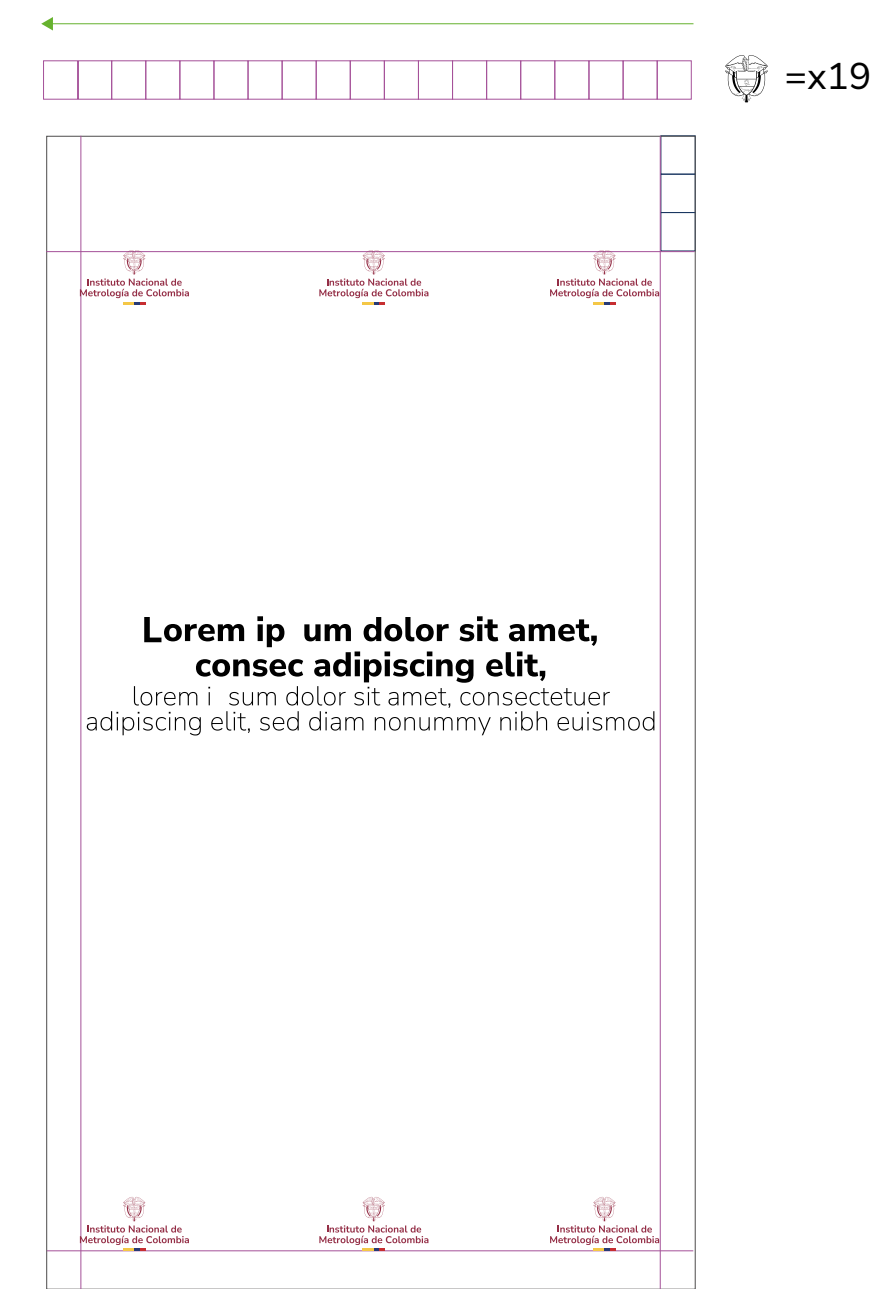 =x19
Instituto Nacional de
Metrología de Colombia
Instituto Nacional de
Metrología de Colombia
Instituto Nacional de
Metrología de Colombia
Lorem ip um dolor sit amet,
consec adipiscing elit,
lorem i sum dolor sit amet, consectetuer
adipiscing elit, sed diam nonummy nibh euismod
Instituto Nacional de
Metrología de Colombia
Instituto Nacional de
Metrología de Colombia
Instituto Nacional de
Metrología de Colombia